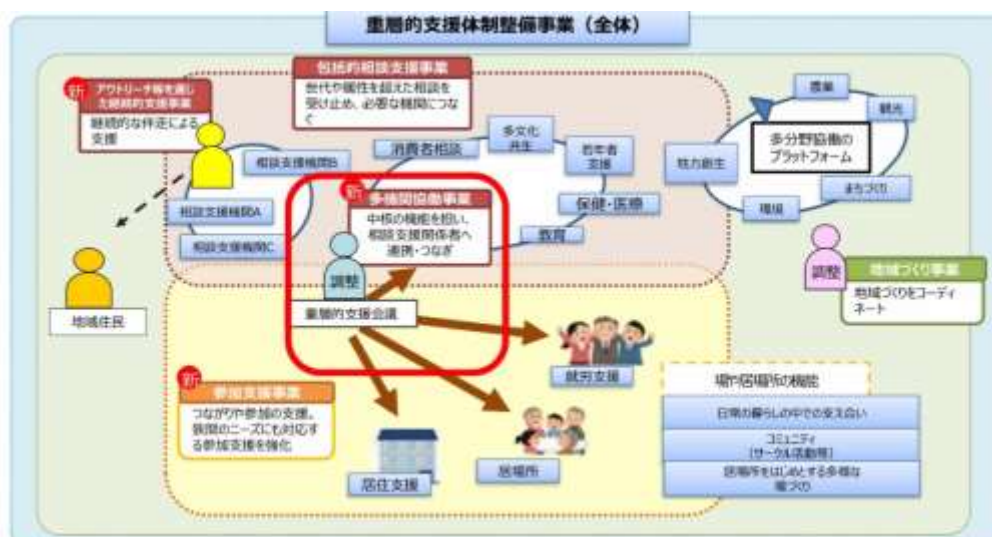 重層的支援体制整備事業（全体）
新
アウトリーチ等を通じ
た継続的支援事業
継続的な伴走による
支援
包括的相談支援事業
世代や属性を超えた相談を
受け止め、必要な機関につな
ぐ
相談支援機関B
相談支援機関A
相談支援機関C
消費者相談
多文化
共生
若年者
支援
保健・医療
教育
新
多機関協働事業
中核の機能を担い、
相談支援関係者へ
連携・つなぎ
調整
重層的支援会議
農業
観光
多分野協働の
プラットフォーム
地方創生
まちづくり
環境
調整
地域づくり事業
地域づくりをコーディ
ネート
地域住民
新
参加支援事業
つながりや参加の支援。
狭間のニーズにも対応す
る参加支援を強化
就労支援
居場所
居住支援
場や居場所の機能
日常の暮らしの中での支え合い
コミュニティ
(サークル活動等)
居場所をはじめとする多様な
場づくり